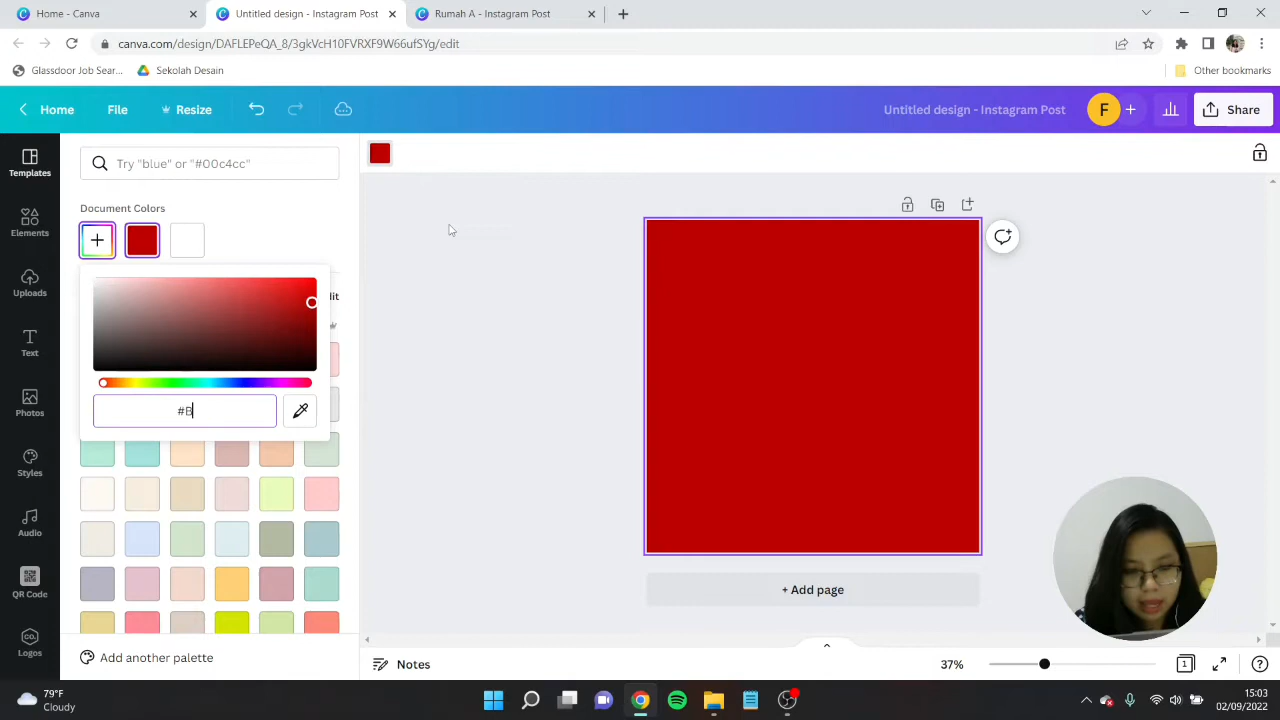 Home - Canva
Untitled design - Instagram Post
Rumah A - Instagram Post
canva.com/design/DAFLEPeQA_8/3gkVcH10FVRXF9W66ufSYg/edit
Glassdoor Job Sear...
Sekolah Desain
Other bookmarks
Home
File
Resize
Untitled design - Instagram Post
F
Share
Templates
Elements
Uploads
Text
Photos
Styles
Audio
QR Code
Logos
CO.
Try "blue" or "#00c4cc"
Document Colors
dit
#B
Add another palette
+ Add page
Notes
37%
1
79°F
Cloudy
15:03
02/09/2022